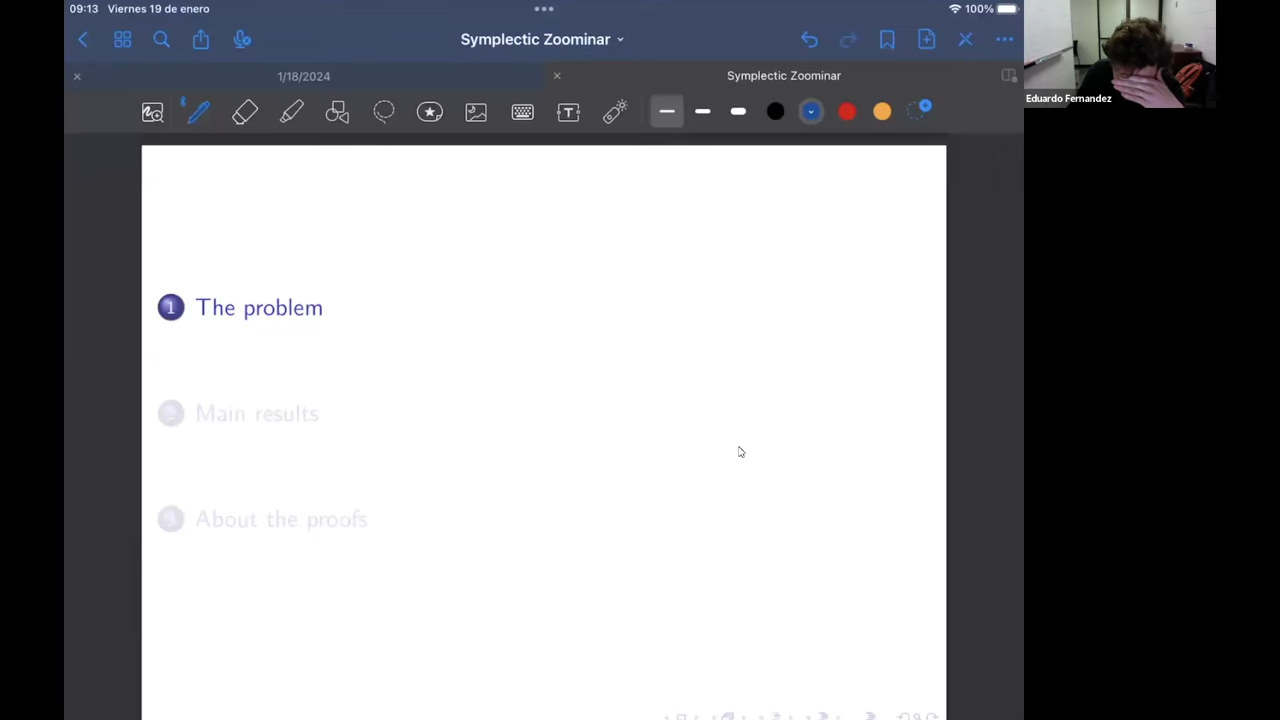 09:13 Viernes 19 de enero
100%
Symplectic Zoominar
1/18/2024
Symplectic Zoominar
Eduardo Fernandez
1 The problem
2 Main results
3 About the proofs